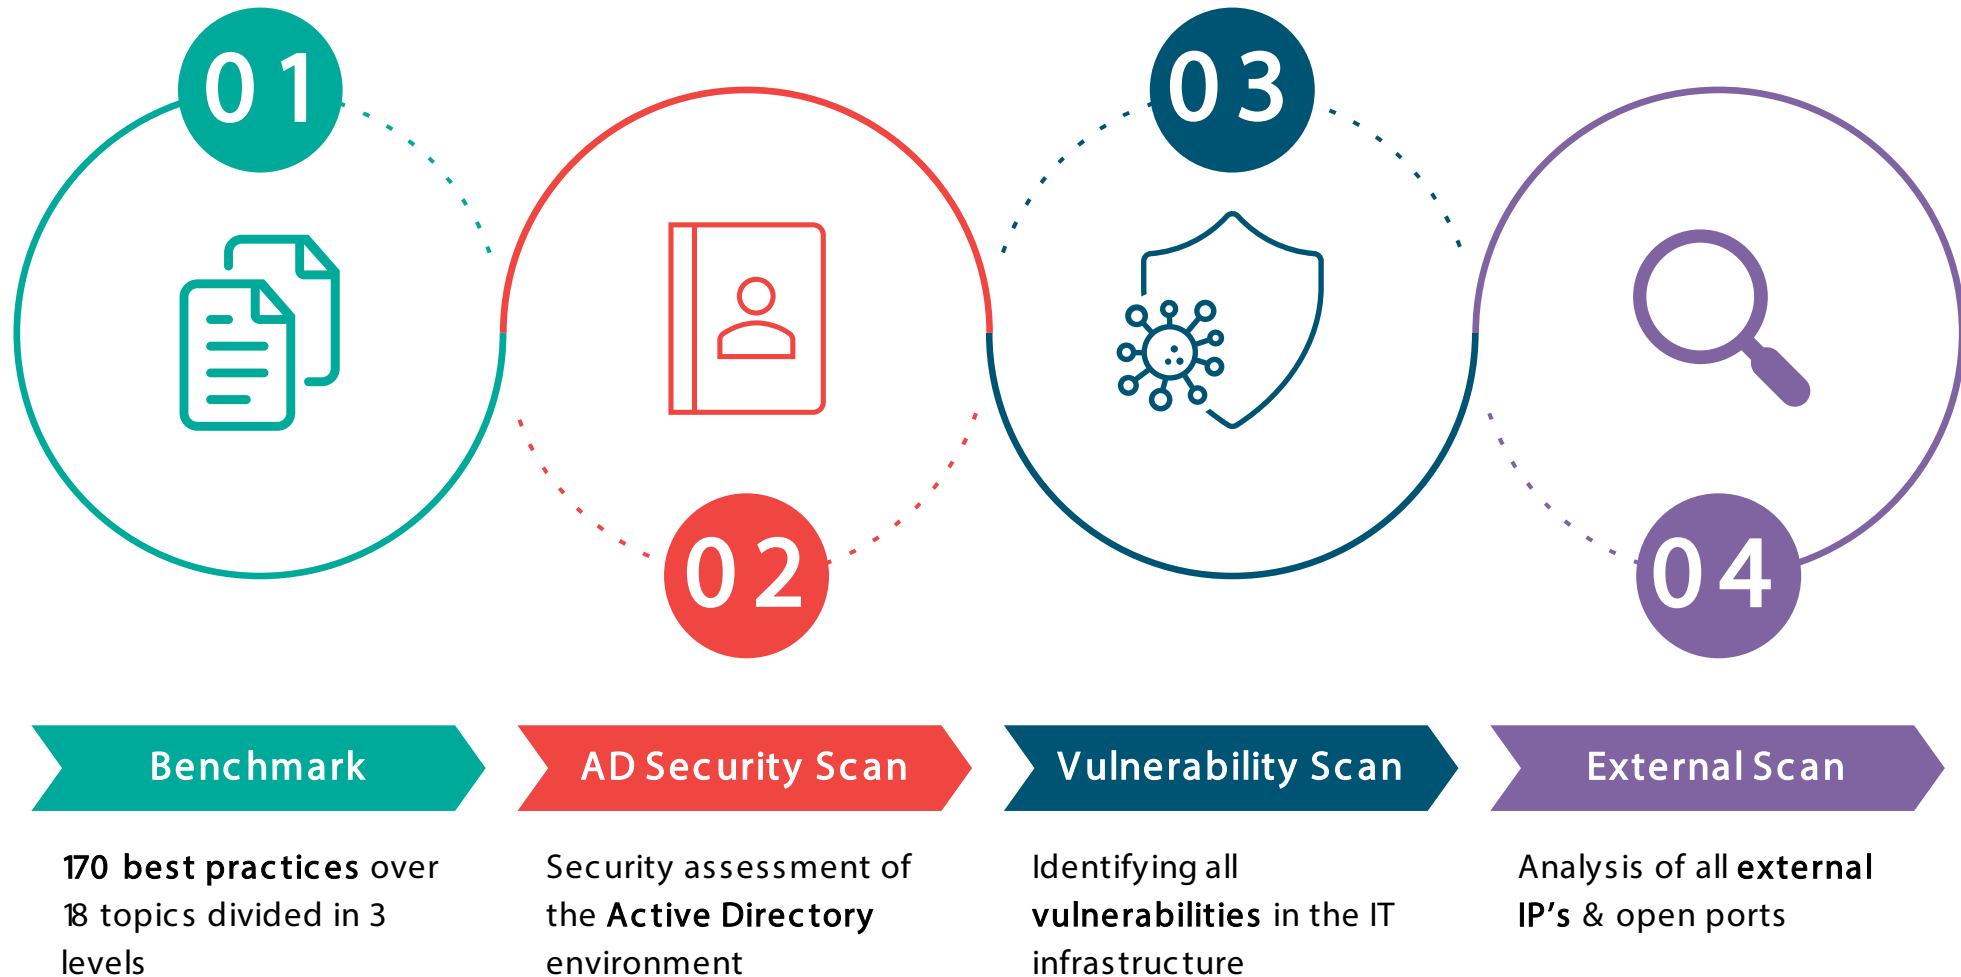 01
03
02
04
Benchmark
AD Security Scan
Vulnerability Scan
External Scan
170 best practices over
18 topics divided in 3
levels
Security assessment of
the Active Directory
environment
Identifying all
vulnerabilities in the IT
infrastructure
Analysis of all external
IP’s & open ports